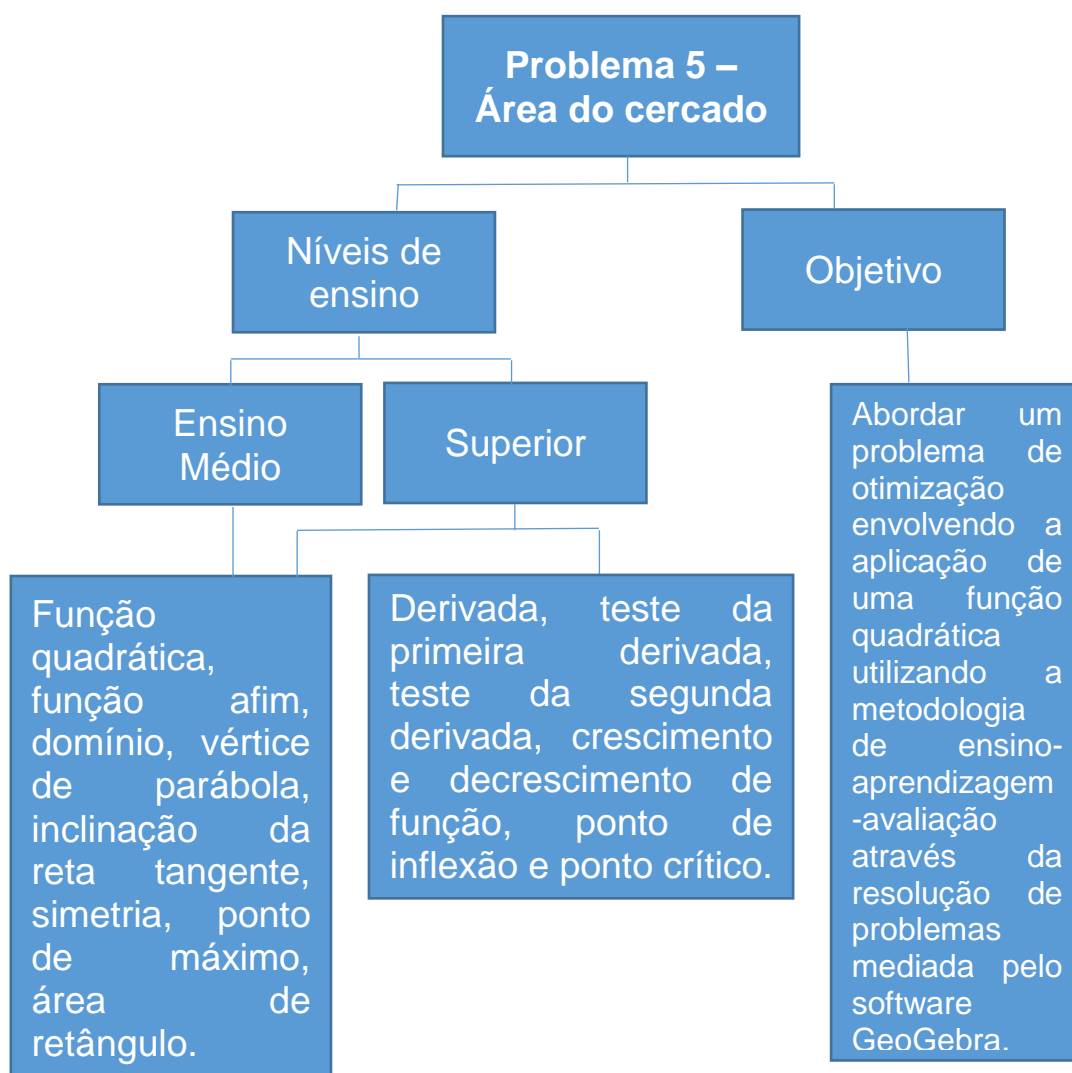 Problema 5 –
Área do cercado
Níveis de
ensino
Objetivo
Ensino
Médio
Superior
Função
quadrática,
função afim,
domínio, vértice
de parábola,
inclinação da
reta tangente,
simetria, ponto
de máximo,
área de
retângulo.
Derivada, teste da
primeira derivada,
teste da segunda
derivada, crescimento
e decrescimento de
função, ponto de
inflexão e ponto crítico.
Abordar um
problema de
otimização
envolvendo a
aplicação de
uma função
quadrática
utilizando a
metodologia
de ensino-
aprendizagem
-avaliação
através da
resolução de
problemas
mediada pelo
software
GeoGebra.